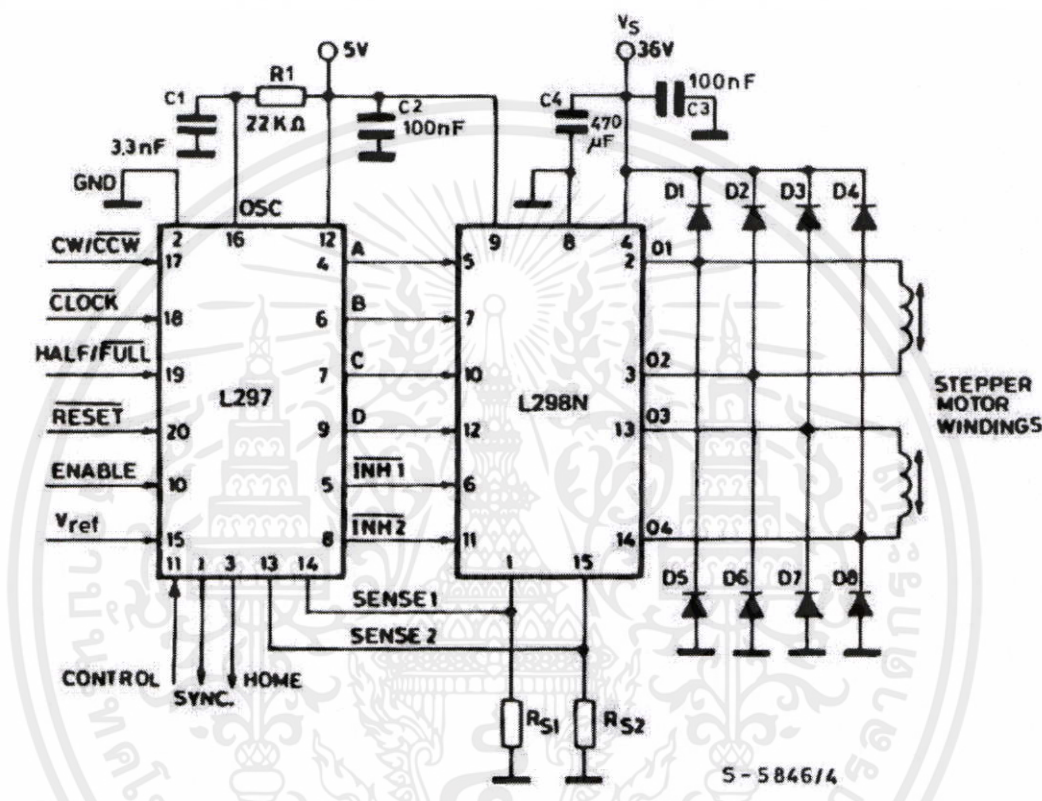 VS
5V
36V
R1
C1
22KΩ
3.3nF
C2
100nF
C4
470
µF
100nF
C3
GND
OSC
D1 D2 D3 D4
2 16 12
9 8 4
CW/CCW 17
4 A 5
2 O1
CLOCK 18
6 B 7
HALF/FULL 19
7 C 10
3 O2
L297
L298N
STEPPER
MOTOR
WINDINGS
RESET 20
9 D 12
13 O3
ENABLE 10
5 INH1 6
Vref 15
8 INH2 11
14 O4
11 1 3 13 14
1 15
D5 D6 D7 D8
SENSE 1
SENSE 2
CONTROL
SYNC.
HOME
RS1
RS2
S-5846/4